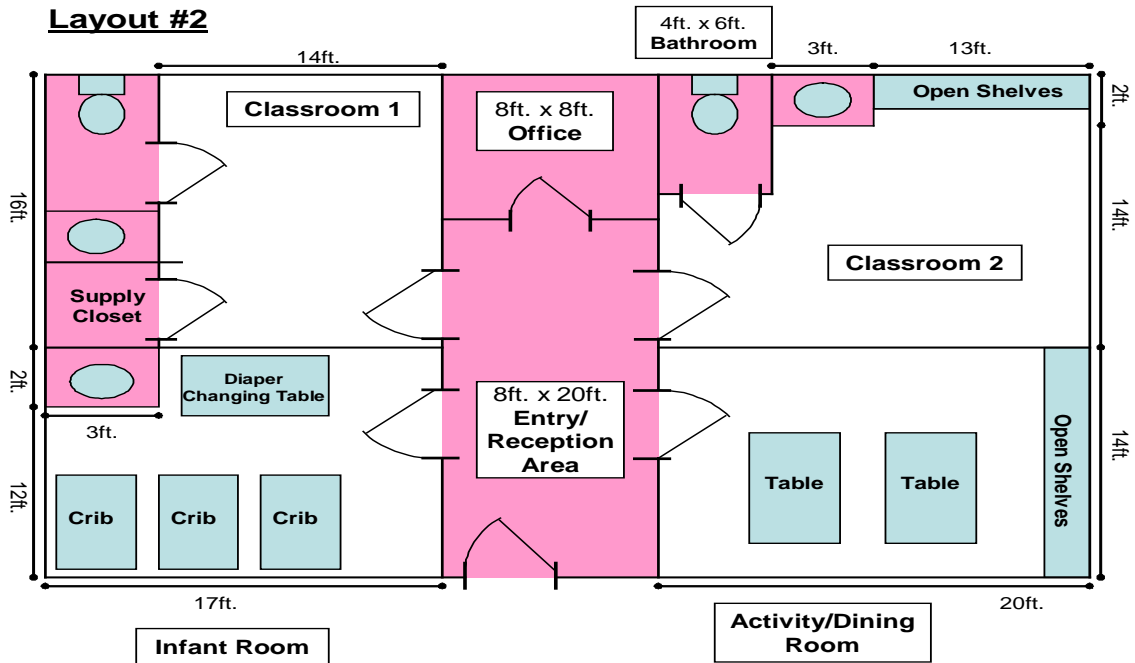 Layout #2
4ft. x 6ft.
Bathroom
14ft.
3ft.
13ft.
Classroom 1
8ft. x 8ft.
Office
Open Shelves
2ft.
16ft.
14ft.
Classroom 2
Supply
Closet
2ft.
Diaper
Changing Table
8ft. x 20ft.
Entry/
Reception
Area
3ft.
12ft.
Crib
Crib
Crib
Table
Table
Open Shelves
14ft.
17ft.
20ft.
Infant Room
Activity/Dining
Room